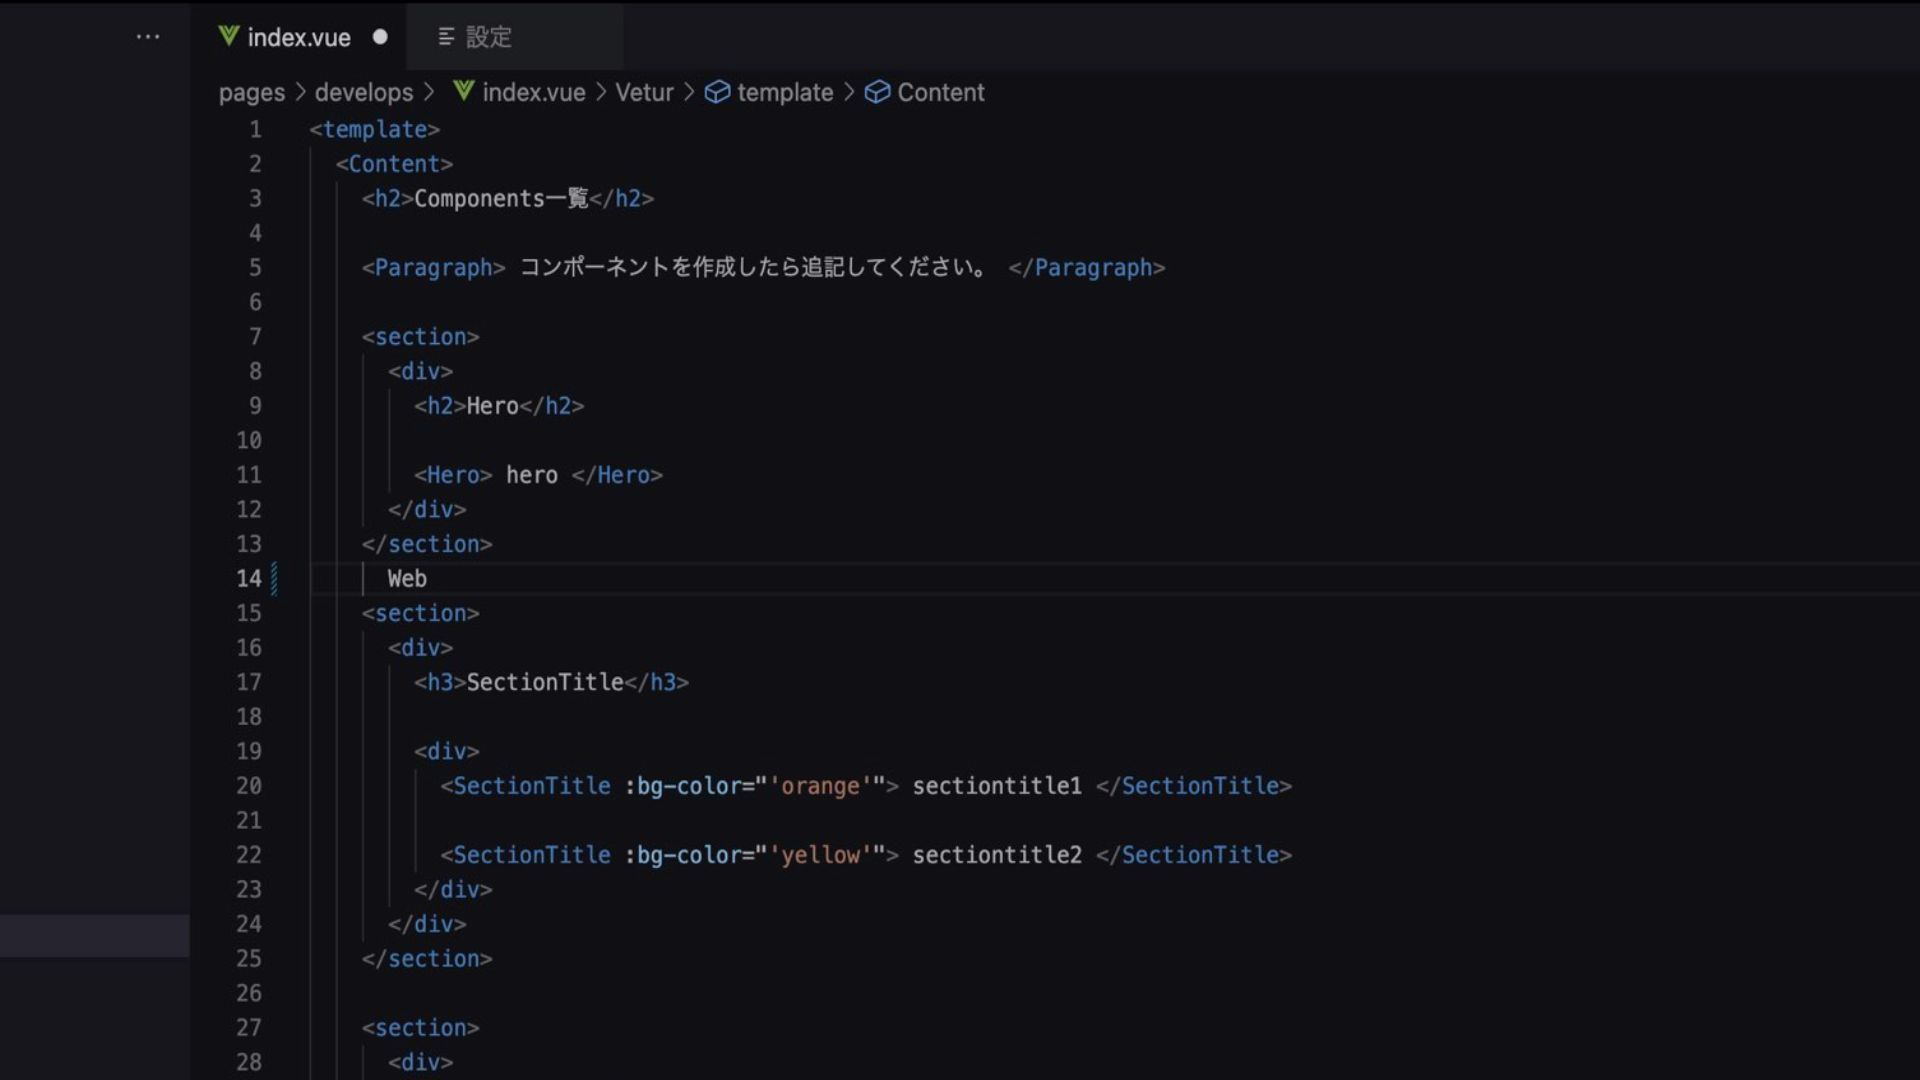 … index.vue ● 設定
pages > develops > index.vue > Vetur > template > Content
1 <template>
2 <Content>
3 <h2>Components一覧</h2>
4
5 <Paragraph> コンポーネントを作成したら追記してください。 </Paragraph>
6
7 <section>
8 <div>
9 <h2>Hero</h2>
10
11 <Hero> hero </Hero>
12 </div>
13 </section>
14 Web
15 <section>
16 <div>
17 <h3>SectionTitle</h3>
18
19 <div>
20 <SectionTitle :bg-color="'orange'"> sectiontitle1 </SectionTitle>
21
22 <SectionTitle :bg-color="'yellow'"> sectiontitle2 </SectionTitle>
23 </div>
24 </div>
25 </section>
26
27 <section>
28 <div>